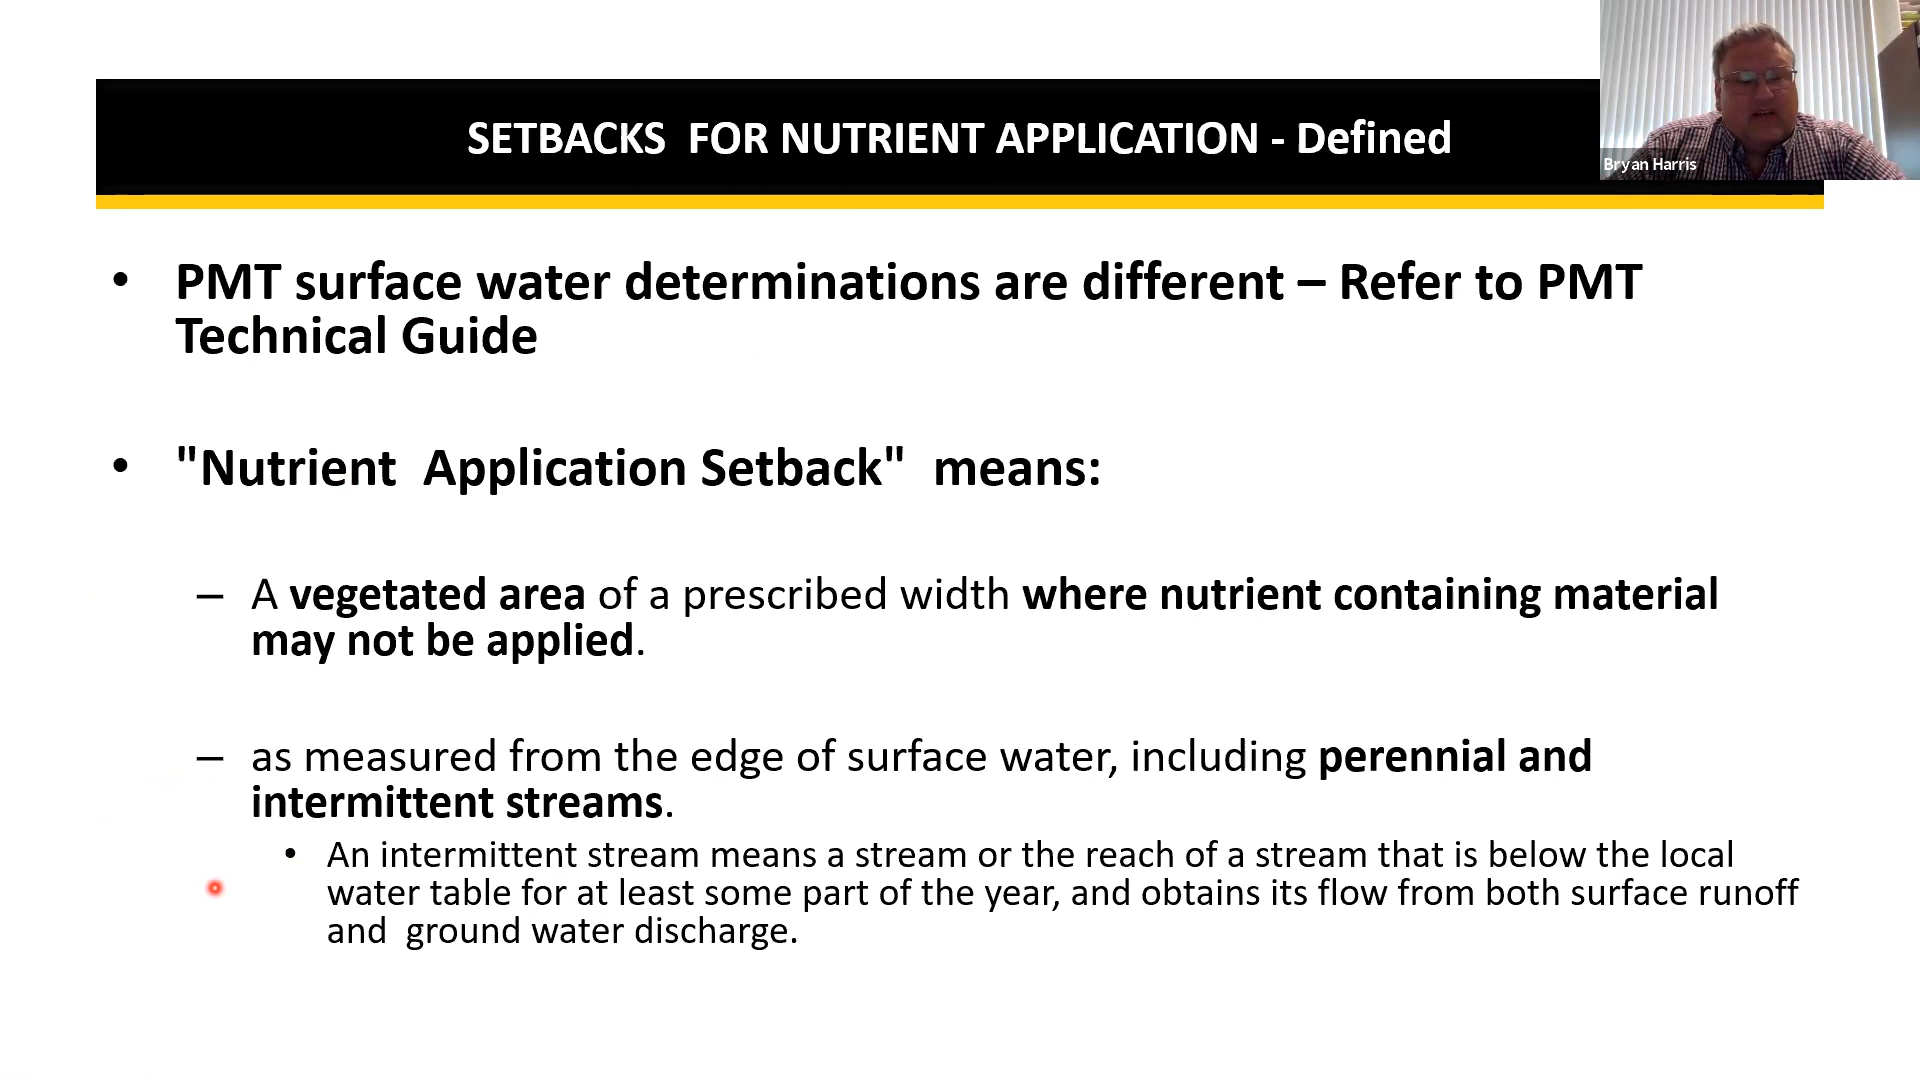 SETBACKS  FOR NUTRIENT APPLICATION - Defined
Bryan Harris
• PMT surface water determinations are different – Refer to PMT
Technical Guide
• "Nutrient  Application Setback"  means:
– A vegetated area of a prescribed width where nutrient containing material
may not be applied.
– as measured from the edge of surface water, including perennial and
intermittent streams.
• An intermittent stream means a stream or the reach of a stream that is below the local
water table for at least some part of the year, and obtains its flow from both surface runoff
and  ground water discharge.